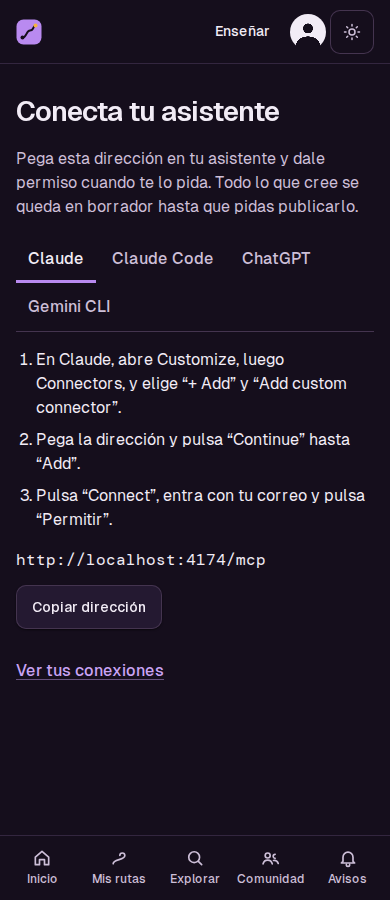 Enseñar
Conecta tu asistente
Pega esta dirección en tu asistente y dale
permiso cuando te lo pida. Todo lo que cree se
queda en borrador hasta que pidas publicarlo.
Claude
Claude Code
ChatGPT
Gemini CLI
1. En Claude, abre Customize, luego
Connectors, y elige “+ Add” y “Add custom
connector”.
2. Pega la dirección y pulsa “Continue” hasta
“Add”.
3. Pulsa “Connect”, entra con tu correo y pulsa
“Permitir”.
http://localhost:4174/mcp
Copiar dirección
Ver tus conexiones
Inicio
Mis rutas
Explorar
Comunidad
Avisos